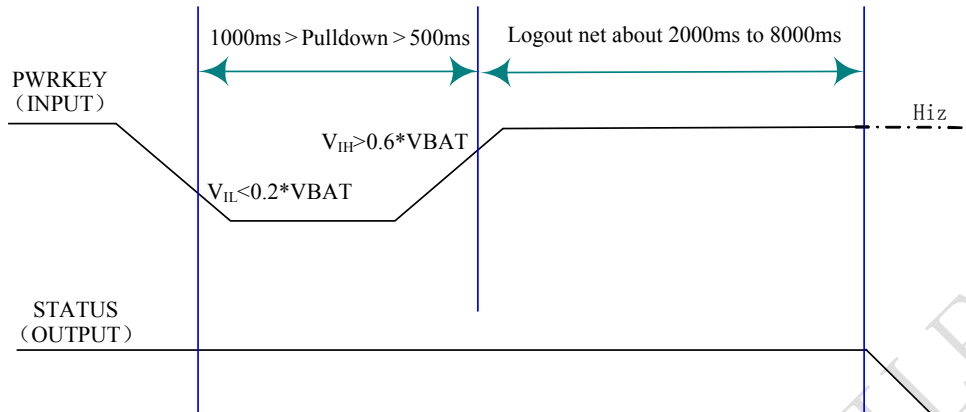 1000ms > Pulldown > 500ms
Logout net about 2000ms to 8000ms
PWRKEY
（INPUT）
Hiz
VIH>0.6*VBAT
VIL<0.2*VBAT
STATUS
（OUTPUT）